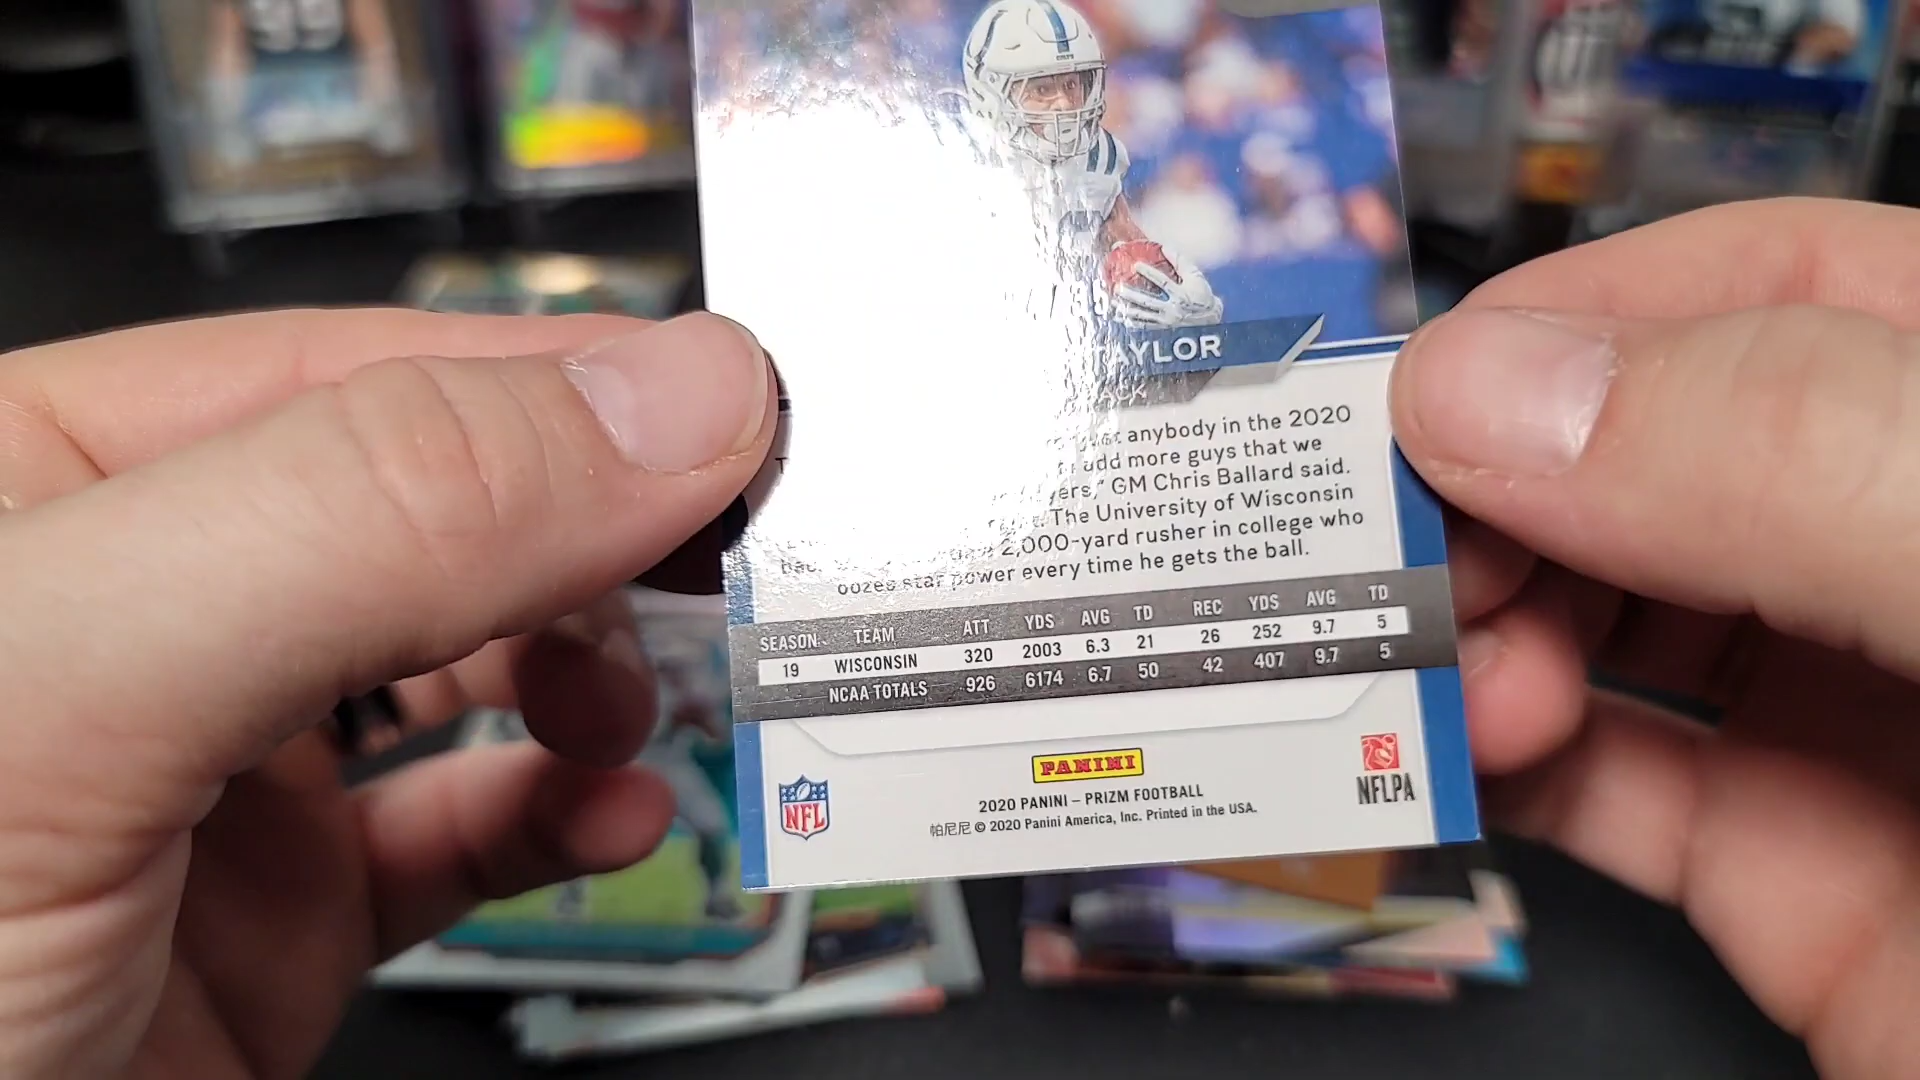 COLTS
TAYLOR
anybody in the 2020
add more guys that we
GM Chris Ballard said.
The University of Wisconsin
2,000-yard rusher in college who
oozes star power every time he gets the ball.
SEASON TEAM ATT YDS AVG TD REC YDS AVG TD
19 WISCONSIN 320 2003 6.3 21 26 252 9.7 5
NCAA TOTALS 926 6174 6.7 50 42 407 9.7 5
PANINI
NFL
NFLPA
2020 PANINI – PRIZM FOOTBALL
帕尼尼 © 2020 Panini America, Inc. Printed in the USA.